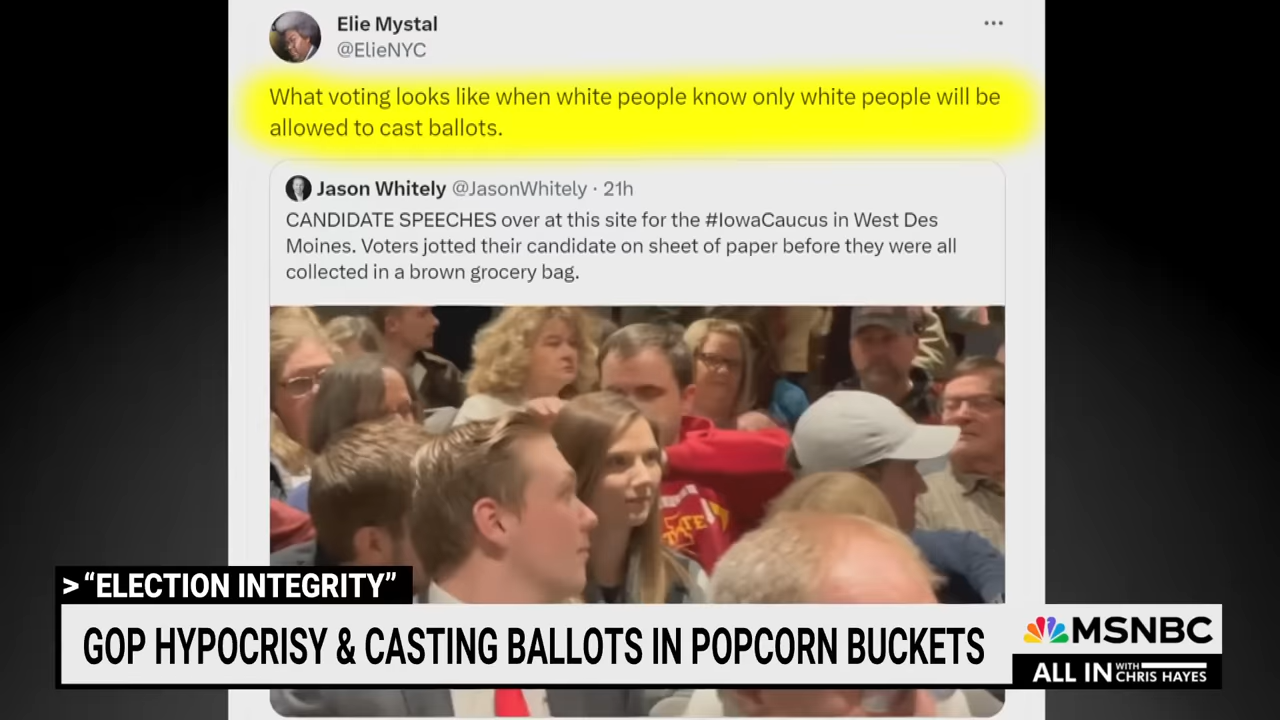 Elie Mystal
@ElieNYC
What voting looks like when white people know only white people will be
allowed to cast ballots.
Jason Whitely @JasonWhitely · 21h
CANDIDATE SPEECHES over at this site for the #IowaCaucus in West Des
Moines. Voters jotted their candidate on sheet of paper before they were all
collected in a brown grocery bag.
STATE
> “ELECTION INTEGRITY”
GOP HYPOCRISY & CASTING BALLOTS IN POPCORN BUCKETS
MSNBC
ALL IN WITH CHRIS HAYES